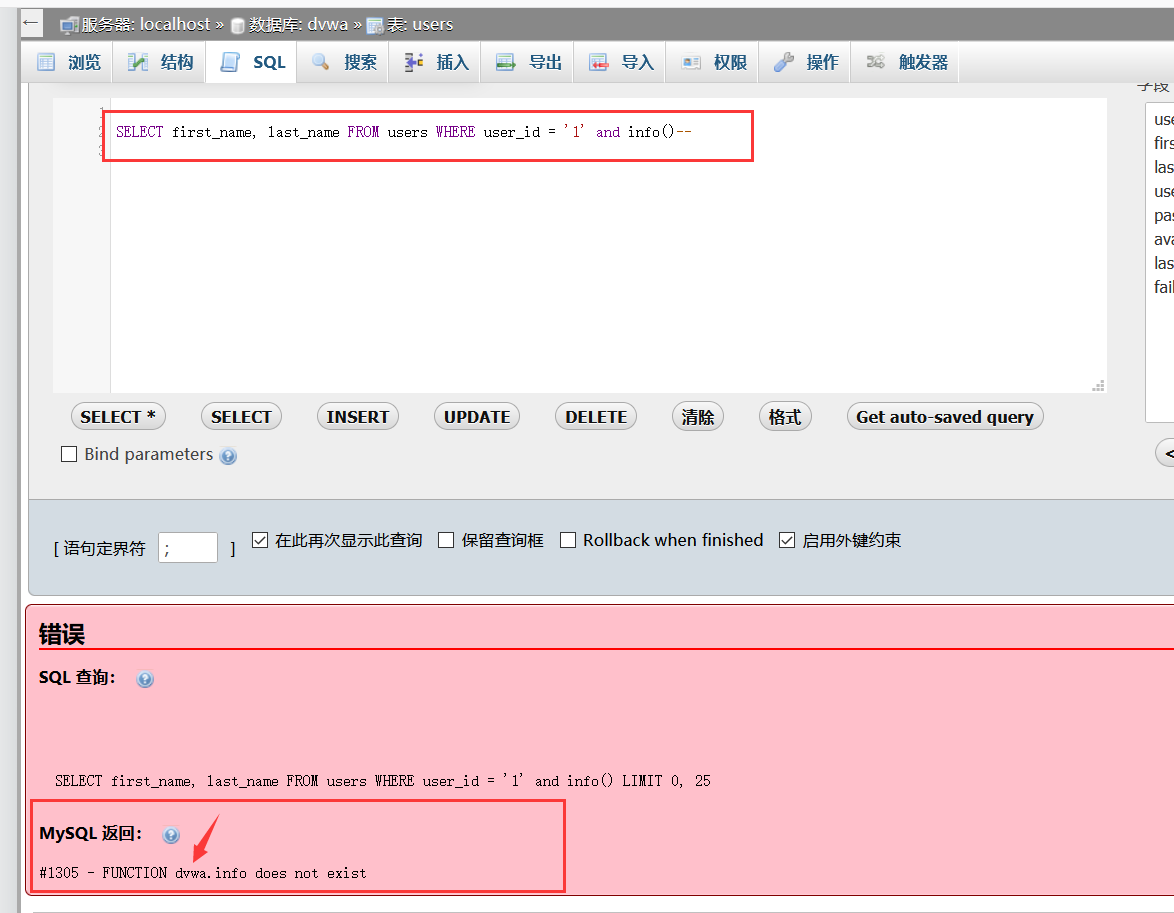 ← 服务器: localhost » 数据库: dvwa » 表: users
浏览 结构 SQL 搜索 插入 导出 导入 权限 操作 触发器
字段
1
2 SELECT first_name, last_name FROM users WHERE user_id = '1' and info()--
3
use
firs
las
use
pas
ava
las
fail
SELECT * SELECT INSERT UPDATE DELETE 清除 格式 Get auto-saved query
<
Bind parameters
[ 语句定界符 ; ] 在此再次显示此查询 保留查询框 Rollback when finished 启用外键约束
错误
SQL 查询：
SELECT first_name, last_name FROM users WHERE user_id = '1' and info() LIMIT 0, 25
MySQL 返回：
#1305 - FUNCTION dvwa.info does not exist